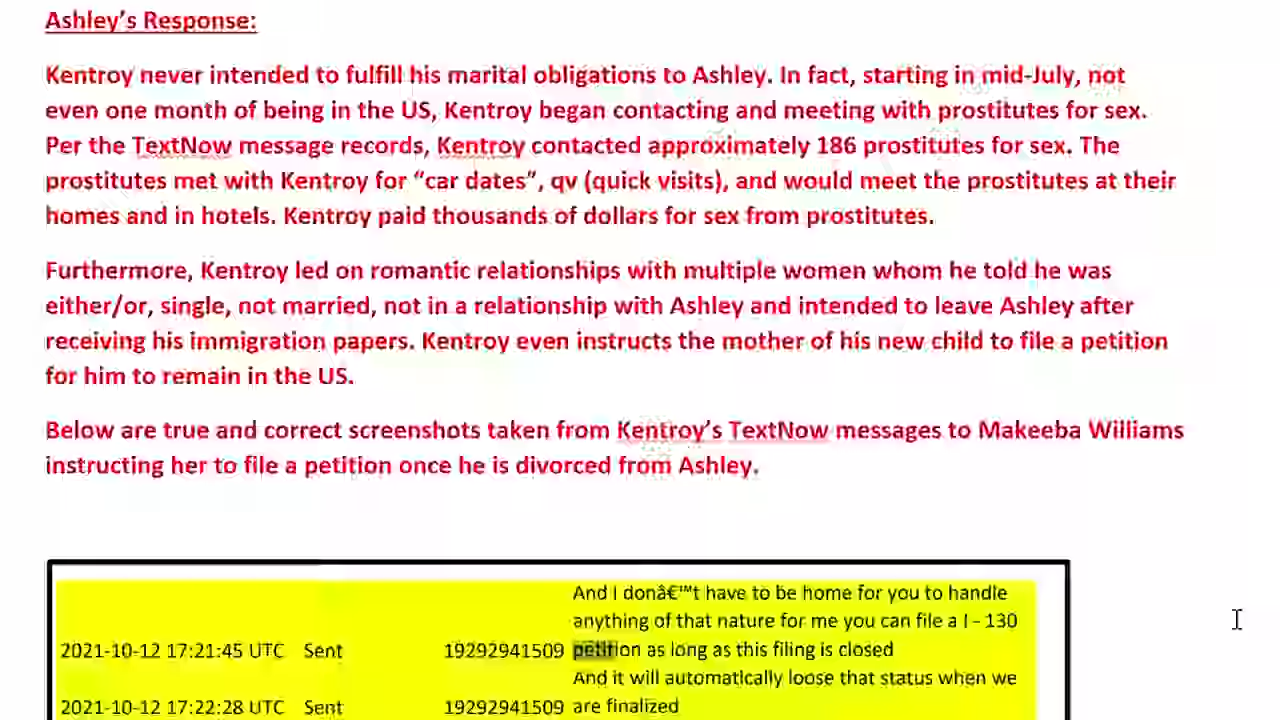 Ashley's Response:
Kentroy never intended to fulfill his marital obligations to Ashley. In fact, starting in mid-July, not
even one month of being in the US, Kentroy began contacting and meeting with prostitutes for sex.
Per the TextNow message records, Kentroy contacted approximately 186 prostitutes for sex. The
prostitutes met with Kentroy for “car dates”, qv (quick visits), and would meet the prostitutes at their
homes and in hotels. Kentroy paid thousands of dollars for sex from prostitutes.
Furthermore, Kentroy led on romantic relationships with multiple women whom he told he was
either/or, single, not married, not in a relationship with Ashley and intended to leave Ashley after
receiving his immigration papers. Kentroy even instructs the mother of his new child to file a petition
for him to remain in the US.
Below are true and correct screenshots taken from Kentroy's TextNow messages to Makeeba Williams
instructing her to file a petition once he is divorced from Ashley.
And I donâ€™t have to be home for you to handle
anything of that nature for me you can file a I - 130
2021-10-12 17:21:45 UTC Sent 19292941509 petition as long as this filing is closed
And it will automatically loose that status when we
2021-10-12 17:22:28 UTC Sent 19292941509 are finalized